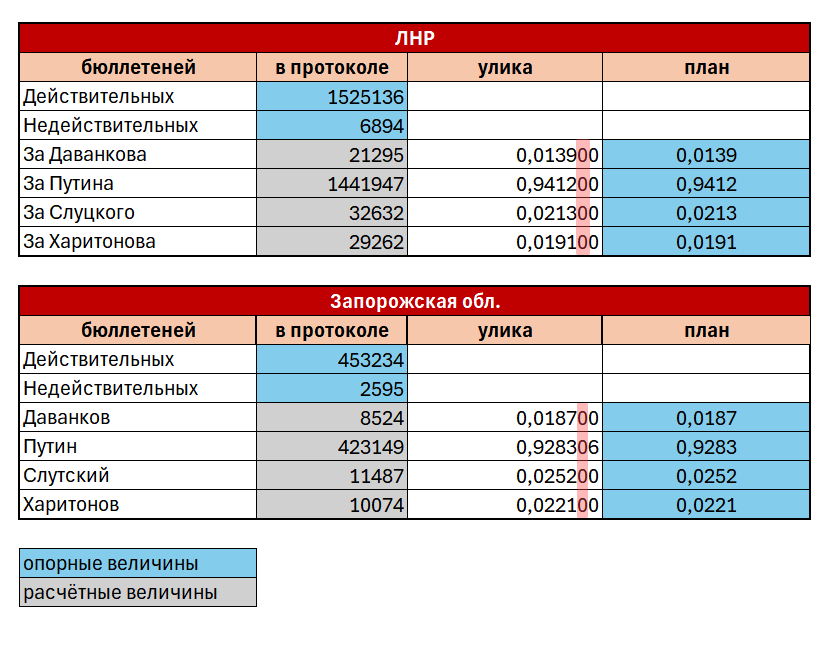 ЛНР
бюллетеней в протоколе улика план
Действительных 1525136
Недействительных 6894
За Даванкова 21295 0,013900 0,0139
За Путина 1441947 0,941200 0,9412
За Слуцкого 32632 0,021300 0,0213
За Харитонова 29262 0,019100 0,0191
Запорожская обл.
бюллетеней в протоколе улика план
Действительных 453234
Недействительных 2595
Даванков 8524 0,018700 0,0187
Путин 423149 0,928306 0,9283
Слутский 11487 0,025200 0,0252
Харитонов 10074 0,022100 0,0221
опорные величины
расчётные величины